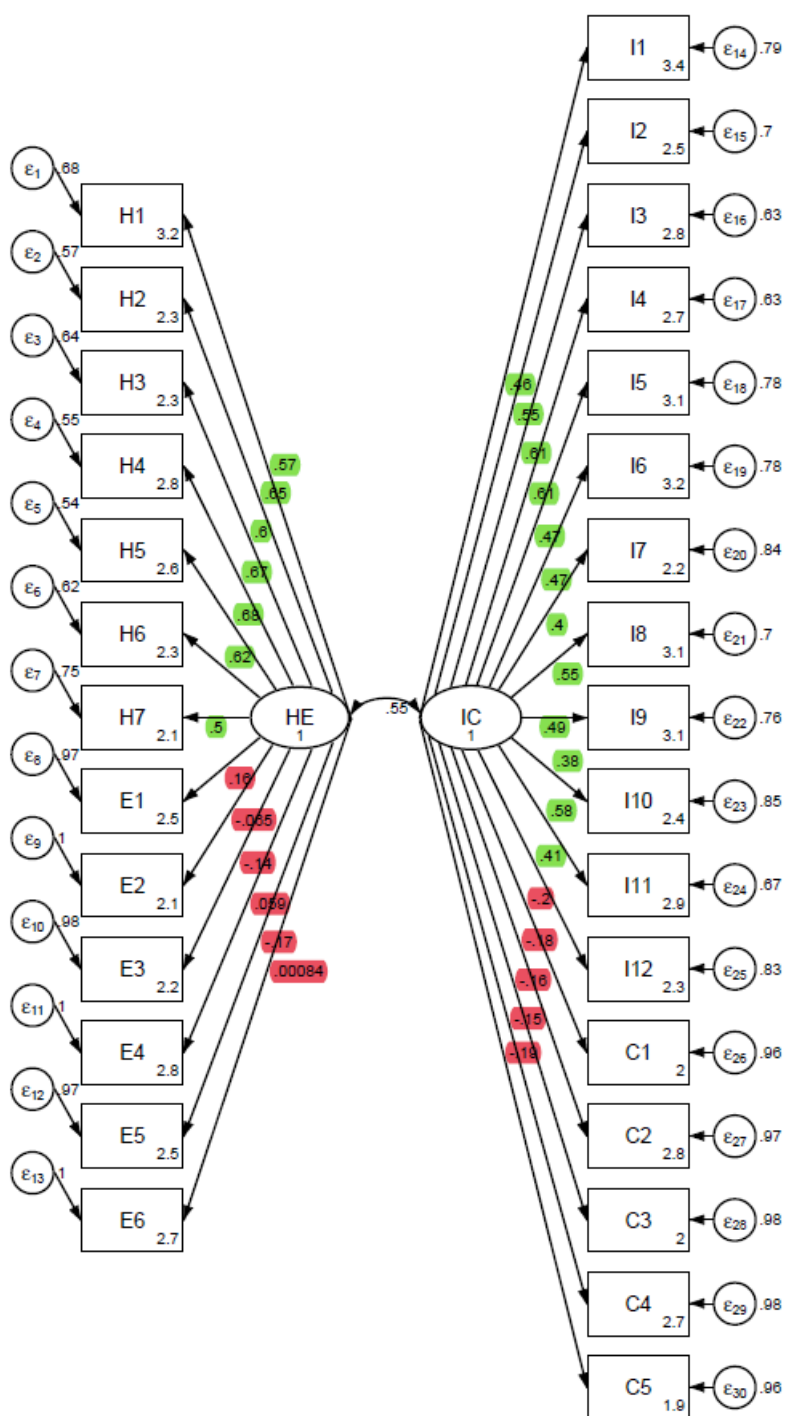 I1 3.4 ε14 .79
I2 2.5 ε15 .7
ε1 .68
H1 3.2
I3 2.8 ε16 .63
ε2 .57
H2 2.3
I4 2.7 ε17 .63
ε3 .64
H3 2.3
I5 3.1 ε18 .78
ε4 .55
H4 2.8
I6 3.2 ε19 .78
ε5 .54
H5 2.6
I7 2.2 ε20 .84
ε6 .62
H6 2.3
I8 3.1 ε21 .7
ε7 .75
H7 2.1
I9 3.1 ε22 .76
ε8 .97
E1 2.5
I10 2.4 ε23 .85
ε9 1
E2 2.1
I11 2.9 ε24 .67
ε10 .98
E3 2.2
I12 2.3 ε25 .83
ε11 1
E4 2.8
C1 2 ε26 .96
ε12 .97
E5 2.5
C2 2.8 ε27 .97
ε13 1
E6 2.7
C3 2 ε28 .98
C4 2.7 ε29 .98
C5 1.9 ε30 .96
HE
1
.55
IC
1
.57
.65
.6
.67
.68
.62
.5
.16
-.065
-.14
.059
-.17
.00084
.46
.55
.61
.61
.47
.47
.4
.55
.49
.38
.58
.41
-.2
-.18
-.16
-.15
-.19